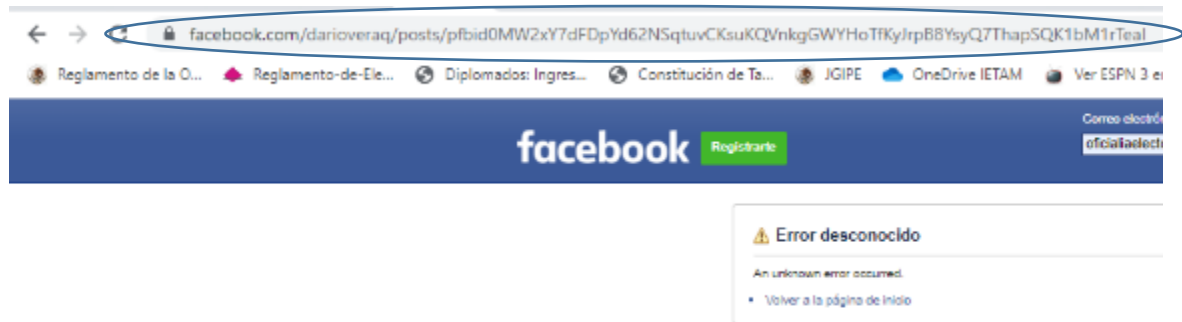 facebook.com/darioveraq/posts/pfbid0MW2xY7dFDpYd62NSqtuvCKsuKQVnkgGWYHoTfKyJrpB8YsyQ7ThapSQK1bM1rTeal
Reglamento de la O... Reglamento-de-Ele... Diplomados: Ingres... Constitución de Ta... JGIPE OneDrive IETAM Ver ESPN 3 e
Correo electró
facebook Registrarte oficialiaelect
Error desconocido
An unknown error occurred.
• Volver a la página de inicio